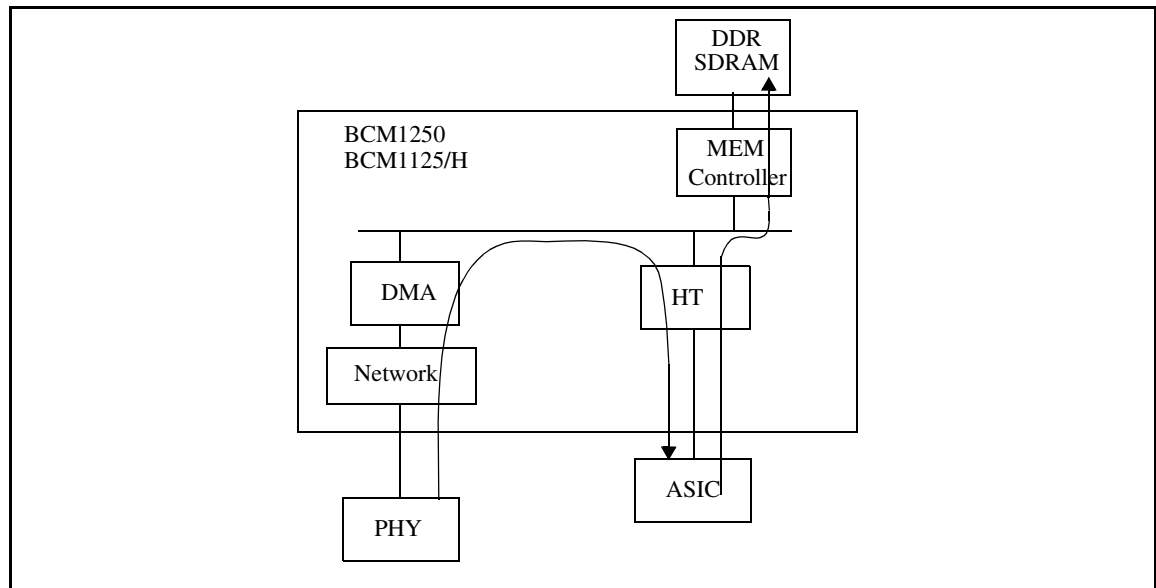 DDR
SDRAM
BCM1250
BCM1125/H
MEM
Controller
DMA
HT
Network
ASIC
PHY